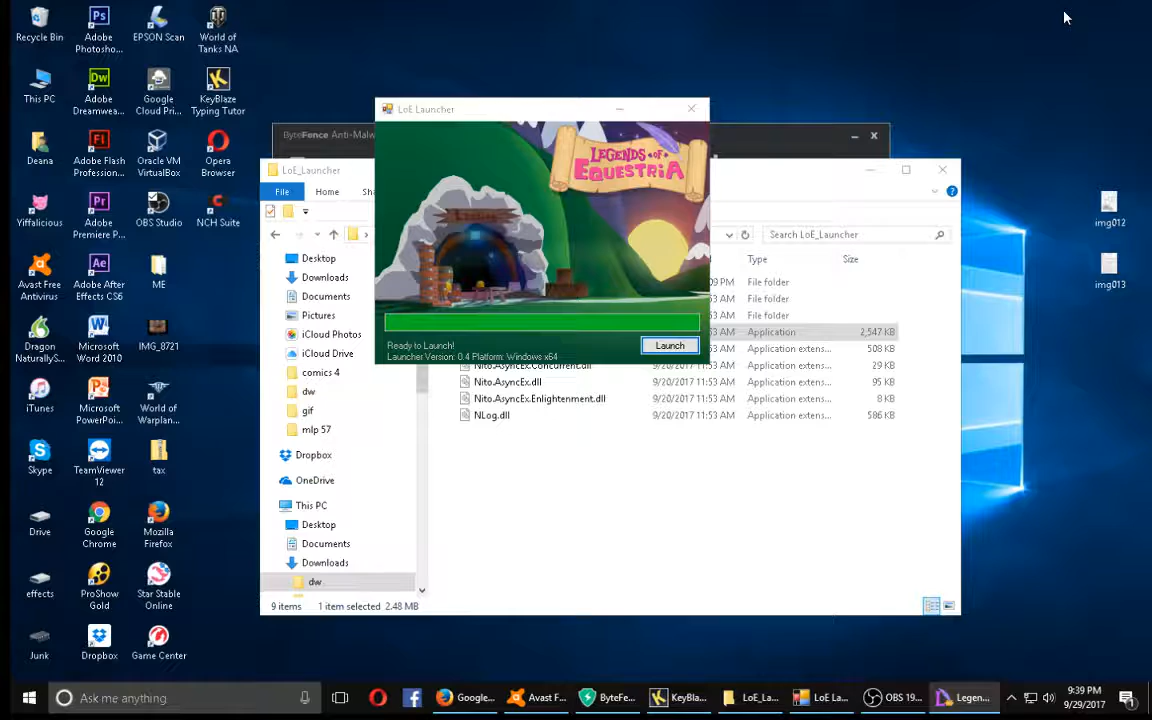 Recycle Bin
Adobe
Photosho...
EPSON Scan
World of
Tanks NA
This PC
Adobe
Dreamwea...
Google
Cloud Pri...
KeyBlaze
Typing Tutor
Deana
Adobe Flash
Profession...
Oracle VM
VirtualBox
Opera
Browser
Yiffalicious
Adobe
Premiere P...
OBS Studio
NCH Suite
Avast Free
Antivirus
Adobe After
Effects CS6
ME
Dragon
NaturallyS...
Microsoft
Word 2010
IMG_8721
iTunes
Microsoft
PowerPoi...
World of
Warplan...
Skype
TeamViewer
12
tax
Drive
Google
Chrome
Mozilla
Firefox
effects
ProShow
Gold
Star Stable
Online
Junk
Dropbox
Game Center
img012
img013
LoE Launcher
LEGENDS of
EQUESTRIA
Ready to Launch!
Launcher Version: 0.4 Platform: Windows x64
Launch
ByteFence Anti-Malw
LoE_Launcher
File
Home
Sha
Search LoE_Launcher
Desktop
Downloads
Documents
Pictures
iCloud Photos
iCloud Drive
comics 4
dw
gif
mlp 57
Dropbox
OneDrive
This PC
Desktop
Documents
Downloads
dw
Type
Size
File folder
File folder
File folder
Application
2,547 KB
Application extens...
508 KB
Nito.AsyncEx.Concurrent.dll
9/20/2017 11:53 AM
Application extens...
29 KB
Nito.AsyncEx.dll
9/20/2017 11:53 AM
Application extens...
95 KB
Nito.AsyncEx.Enlightenment.dll
9/20/2017 11:53 AM
Application extens...
8 KB
NLog.dll
9/20/2017 11:53 AM
Application extens...
586 KB
9 items
1 item selected
2.48 MB
Ask me anything
Google...
Avast F...
ByteFe...
KeyBla...
LoE_La...
LoE La...
OBS 19...
Legen...
9:39 PM
9/29/2017